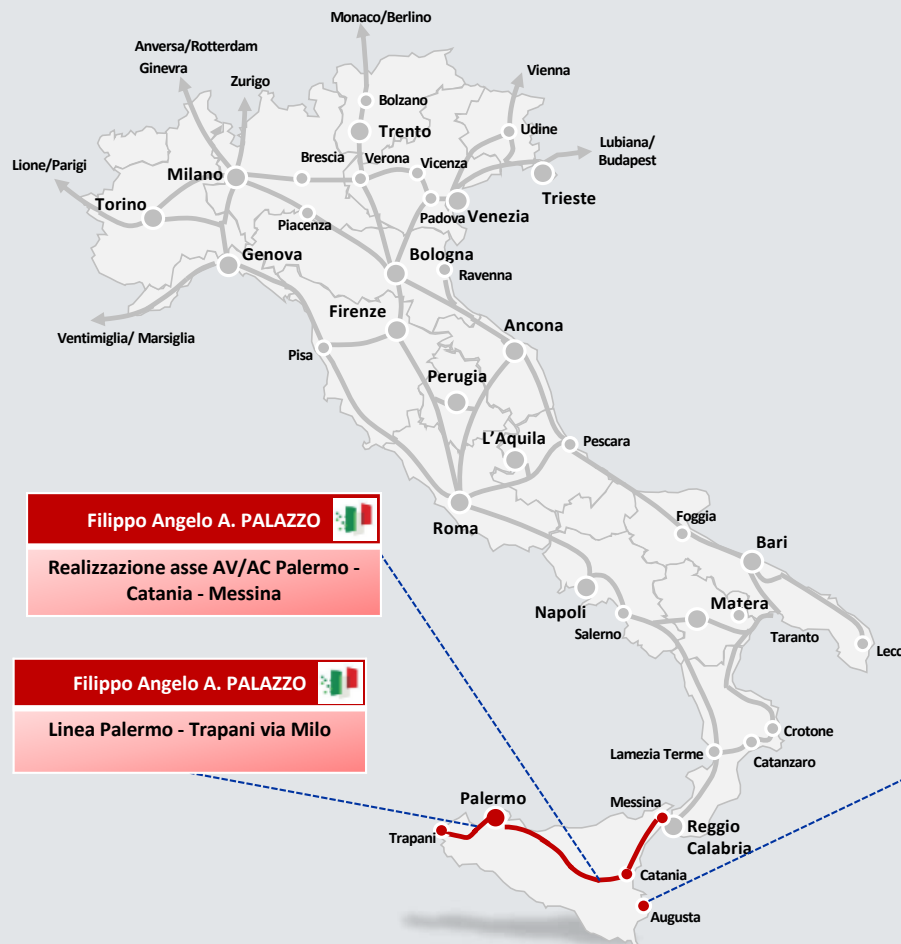 Monaco/Berlino
Anversa/Rotterdam
Ginevra
Zurigo
Vienna
Bolzano
Trento
Udine
Lubiana/
Budapest
Lione/Parigi
Brescia
Verona
Vicenza
Milano
Trieste
Torino
Padova
Venezia
Piacenza
Genova
Bologna
Ravenna
Firenze
Ancona
Ventimiglia/ Marsiglia
Pisa
Perugia
L'Aquila
Pescara
Filippo Angelo A. PALAZZO
Realizzazione asse AV/AC Palermo -
Catania - Messina
Roma
Foggia
Bari
Napoli
Matera
Salerno
Taranto
Lecc
Filippo Angelo A. PALAZZO
Linea Palermo - Trapani via Milo
Crotone
Lamezia Terme
Catanzaro
Palermo
Messina
Reggio
Calabria
Trapani
Catania
Augusta